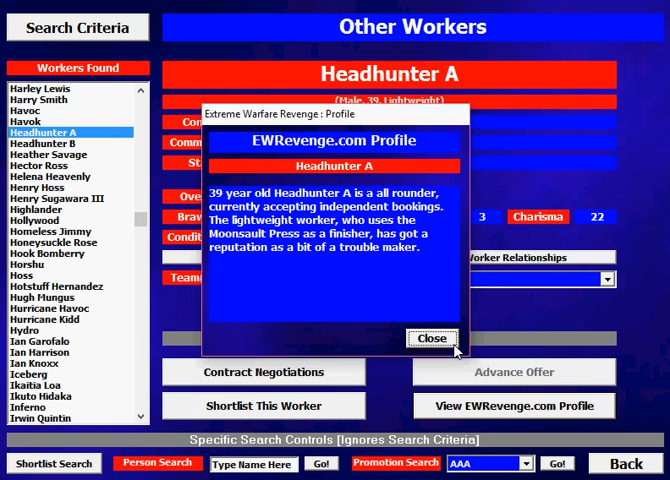 Search Criteria
Other Workers
Workers Found
Headhunter A
(Male, 39, Lightweight)
Harley Lewis
Harry Smith
Havoc
Havok
Headhunter A
Headhunter B
Heather Savage
Hector Ross
Helena Heavenly
Henry Hoss
Henry Sugawara III
Highlander
Hollywood
Homeless Jimmy
Honeysuckle Rose
Hook Bomberry
Horshu
Hoss
Hotstuff Hernandez
Hugh Mungus
Hurricane Havoc
Hurricane Kidd
Hydro
Ian Garofalo
Ian Harrison
Ian Knoxx
Iceberg
Ikaitia Loa
Ikuto Hidaka
Inferno
Irwin Quintin
Extreme Warfare Revenge : Profile
EWRevenge.com Profile
Headhunter A
39 year old Headhunter A is a all rounder,
currently accepting independent bookings.
The lightweight worker, who uses the
Moonsault Press as a finisher, has got a
reputation as a bit of a trouble maker.
Close
3
Charisma
22
Worker Relationships
Contract Negotiations
Advance Offer
Shortlist This Worker
View EWRevenge.com Profile
Specific Search Controls [Ignores Search Criteria]
Shortlist Search
Person Search
Type Name Here
Go!
Promotion Search
AAA
Go!
Back